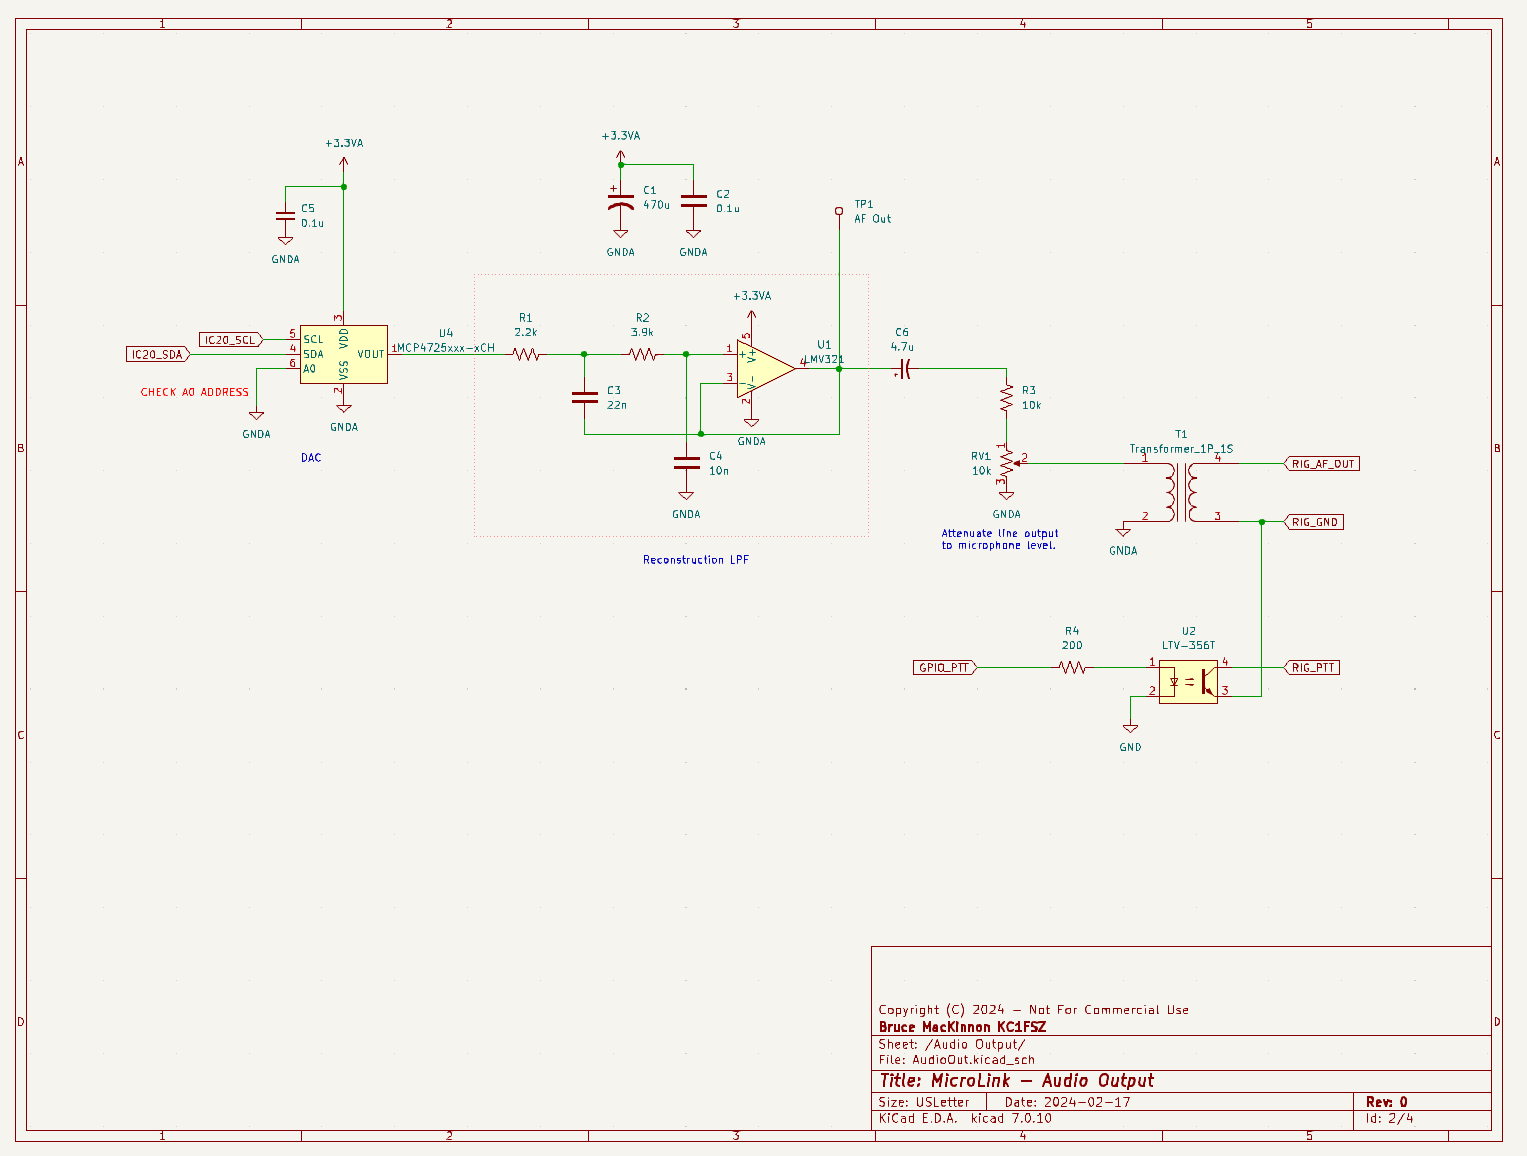 1 2 3 4 5
A A
B B
C C
D D
+3.3VA
C5
0.1u
GNDA
+3.3VA
C1
470u
C2
0.1u
GNDA
GNDA
TP1
AF Out
IC20_SCL
IC20_SDA
5
4
6
SCL
SDA
A0
3
VDD
VSS
2
VOUT
1
U4
MCP4725xxx-xCH
CHECK A0 ADDRESS
GNDA
GNDA
DAC
R1
2.2k
R2
3.9k
C3
22n
C4
10n
GNDA
+3.3VA
1
3
+
-
5
V+
V-
2
4
U1
LMV321
GNDA
Reconstruction LPF
C6
4.7u
+
R3
10k
RV1
10k
1
2
3
GNDA
Attenuate line output
to microphone level.
T1
Transformer_1P_1S
1
2
4
3
GNDA
RIG_AF_OUT
RIG_GND
GPIO_PTT
R4
200
U2
LTV-356T
1
2
4
3
RIG_PTT
GND
Copyright (C) 2024 - Not For Commercial Use
Bruce MacKinnon KC1FSZ
Sheet: /Audio Output/
File: AudioOut.kicad_sch
Title: MicroLink - Audio Output
Size: USLetter Date: 2024-02-17 Rev: 0
KiCad E.D.A. kicad 7.0.10 Id: 2/4
1 2 3 4 5